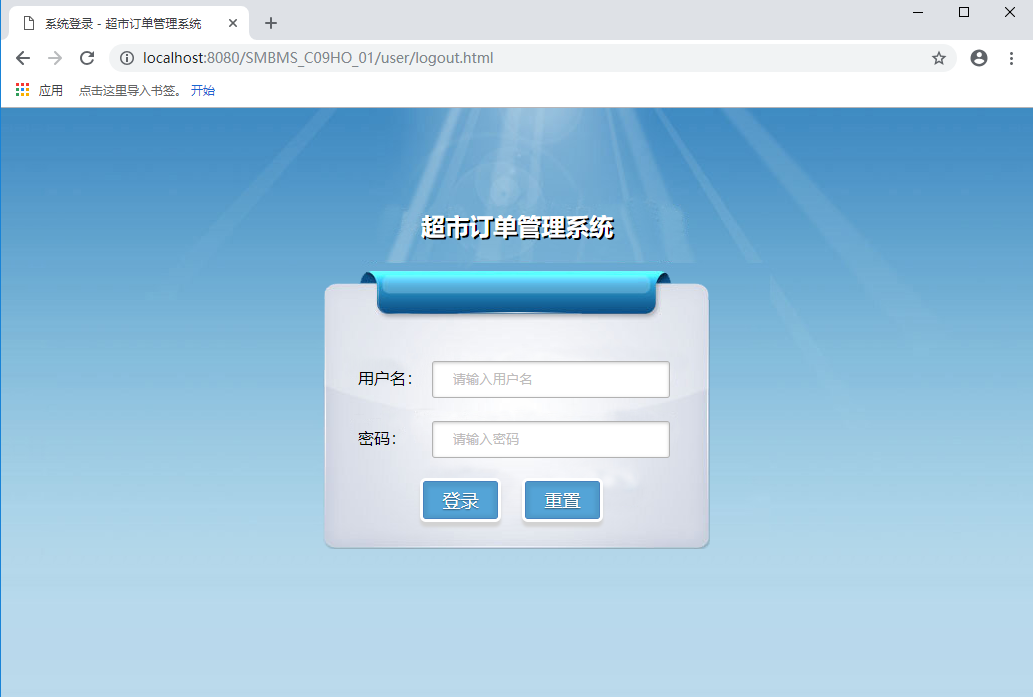 系统登录 - 超市订单管理系统
localhost:8080/SMBMS_C09HO_01/user/logout.html
应用 点击这里导入书签。 开始
超市订单管理系统
用户名： 请输入用户名
密码： 请输入密码
登录 重置